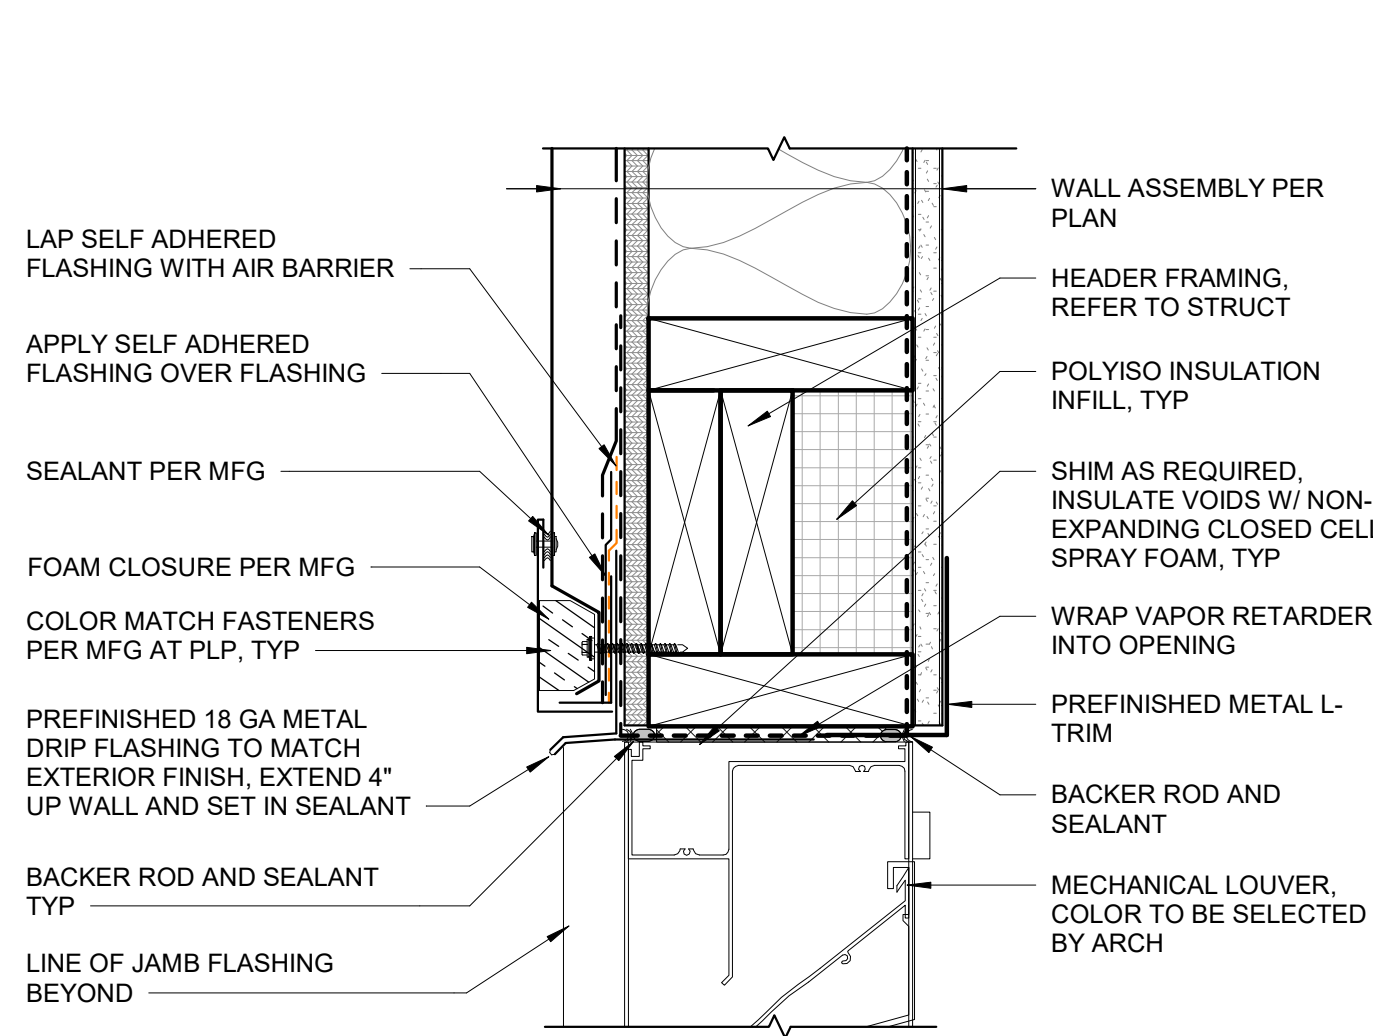 LAP SELF ADHERED
FLASHING WITH AIR BARRIER
APPLY SELF ADHERED
FLASHING OVER FLASHING
SEALANT PER MFG
FOAM CLOSURE PER MFG
COLOR MATCH FASTENERS
PER MFG AT PLP, TYP
PREFINISHED 18 GA METAL
DRIP FLASHING TO MATCH
EXTERIOR FINISH, EXTEND 4"
UP WALL AND SET IN SEALANT
BACKER ROD AND SEALANT
TYP
LINE OF JAMB FLASHING
BEYOND
WALL ASSEMBLY PER
PLAN
HEADER FRAMING,
REFER TO STRUCT
POLYISO INSULATION
INFILL, TYP
SHIM AS REQUIRED,
INSULATE VOIDS W/ NON-
EXPANDING CLOSED CELL
SPRAY FOAM, TYP
WRAP VAPOR RETARDER
INTO OPENING
PREFINISHED METAL L-
TRIM
BACKER ROD AND
SEALANT
MECHANICAL LOUVER,
COLOR TO BE SELECTED
BY ARCH